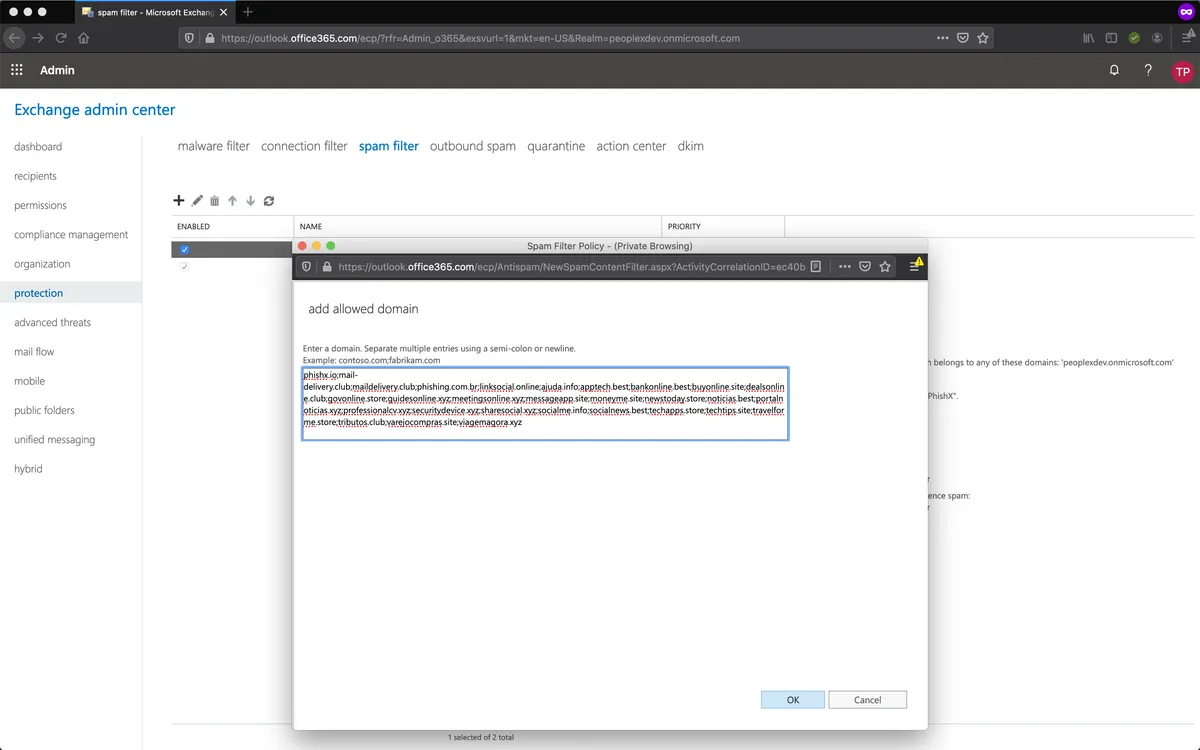 spam filter - Microsoft Exchang
https://outlook.office365.com/ecp/?rfr=Admin_o365&exsvurl=1&mkt=en-US&Realm=peoplexdev.onmicrosoft.com
Admin
?
TP
Exchange admin center
dashboard
recipients
permissions
compliance management
organization
protection
advanced threats
mail flow
mobile
public folders
unified messaging
hybrid
malware filter connection filter spam filter outbound spam quarantine action center dkim
ENABLED NAME PRIORITY
Spam Filter Policy - (Private Browsing)
https://outlook.office365.com/ecp/Antispam/NewSpamContentFilter.aspx?ActivityCorrelationID=ec40b
add allowed domain
Enter a domain. Separate multiple entries using a semi-colon or newline.
Example: contoso.com;fabrikam.com
phishx.io;mail-
delivery.club;maildelivery.club;phishing.com.br;linksocial.online;ajuda.info;apptech.best;bankonline.best;buyonline.site;dealsonlin
e.club;govonline.store;guidesonline.xyz;meetingsonline.xyz;messageapp.site;moneyme.site;newstoday.store;noticias.best;portaln
oticias.xyz;professionalcv.xyz;securitydevice.xyz;sharesocial.xyz;socialme.info;socialnews.best;techapps.store;techtips.site;travelfor
me.store;tributos.club;varejocompras.site;viagemagora.xyz
OK Cancel
n belongs to any of these domains: 'peoplexdev.onmicrosoft.com'
PhishX".
r
ence spam:
r
1 selected of 2 total